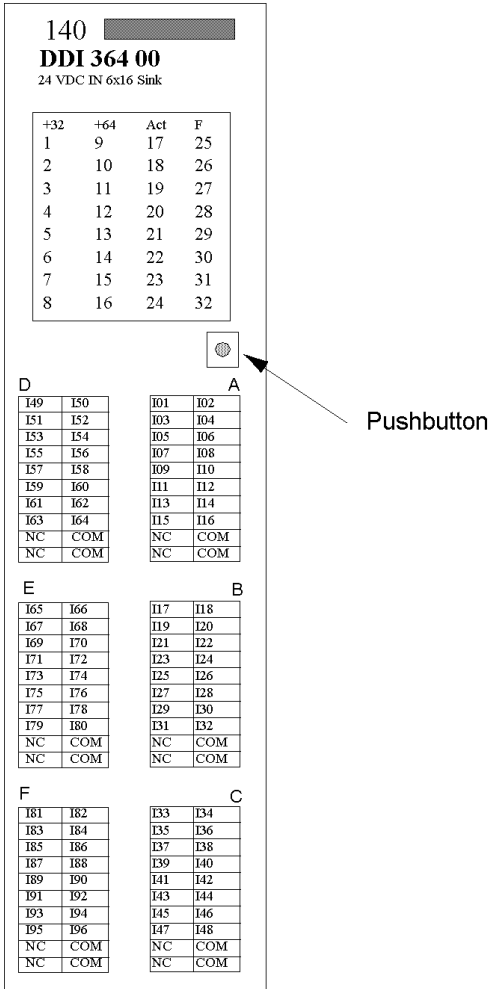 140
DDI 364 00
24 VDC IN 6x16 Sink
+32 +64 Act F
1 9 17 25
2 10 18 26
3 11 19 27
4 12 20 28
5 13 21 29
6 14 22 30
7 15 23 31
8 16 24 32
Pushbutton
D
I49 I50
I51 I52
I53 I54
I55 I56
I57 I58
I59 I60
I61 I62
I63 I64
NC COM
NC COM
A
I01 I02
I03 I04
I05 I06
I07 I08
I09 I10
I11 I12
I13 I14
I15 I16
NC COM
NC COM
E
I65 I66
I67 I68
I69 I70
I71 I72
I73 I74
I75 I76
I77 I78
I79 I80
NC COM
NC COM
B
I17 I18
I19 I20
I21 I22
I23 I24
I25 I26
I27 I28
I29 I30
I31 I32
NC COM
NC COM
F
I81 I82
I83 I84
I85 I86
I87 I88
I89 I90
I91 I92
I93 I94
I95 I96
NC COM
NC COM
C
I33 I34
I35 I36
I37 I38
I39 I40
I41 I42
I43 I44
I45 I46
I47 I48
NC COM
NC COM